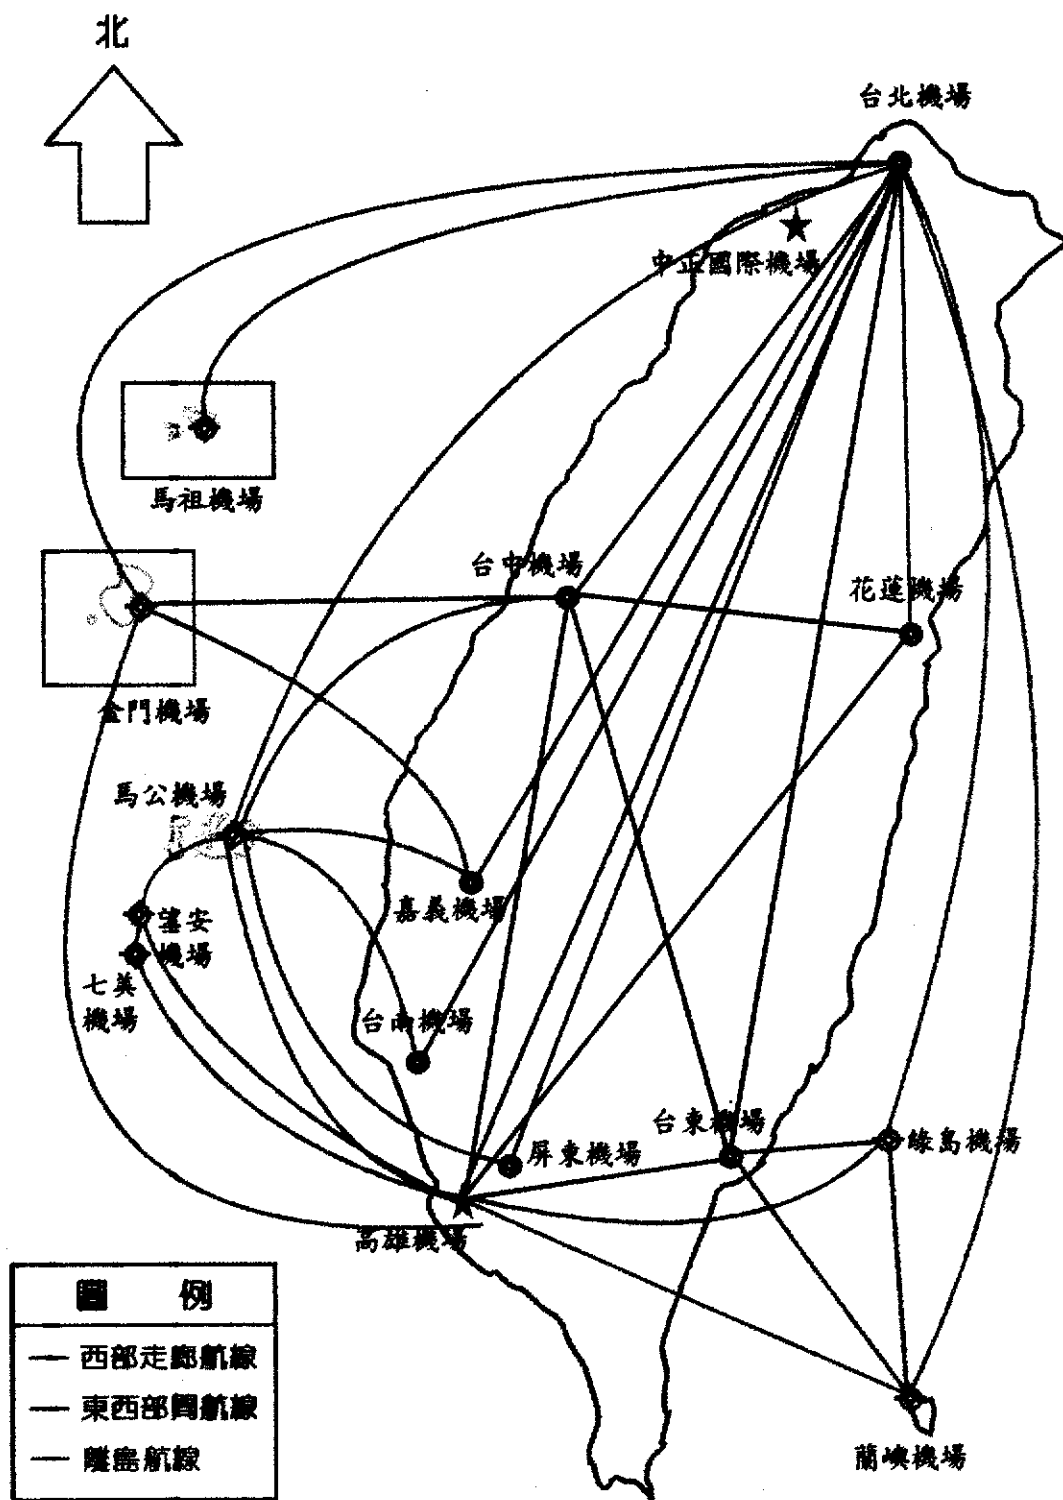 北
台北機場
中正國際機場
馬祖機場
台中機場
花蓮機場
金門機場
馬公機場
嘉義機場
望安
機場
七美
機場
台南機場
台東機場
綠島機場
屏東機場
高雄機場
蘭嶼機場
圖 例
西部走廊航線
東西部間航線
離島航線